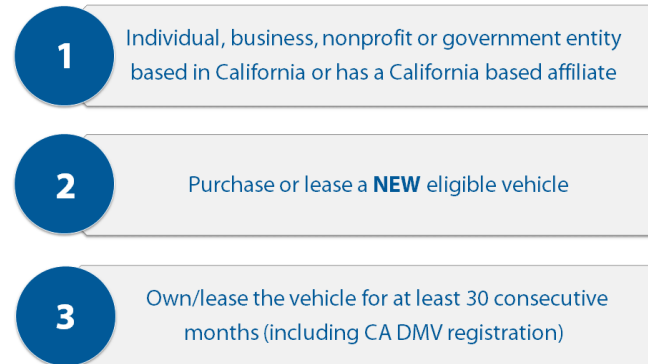 1
Individual, business, nonprofit or government entity
based in California or has a California based affiliate
2
Purchase or lease a NEW eligible vehicle
3
Own/lease the vehicle for at least 30 consecutive
months (including CA DMV registration)